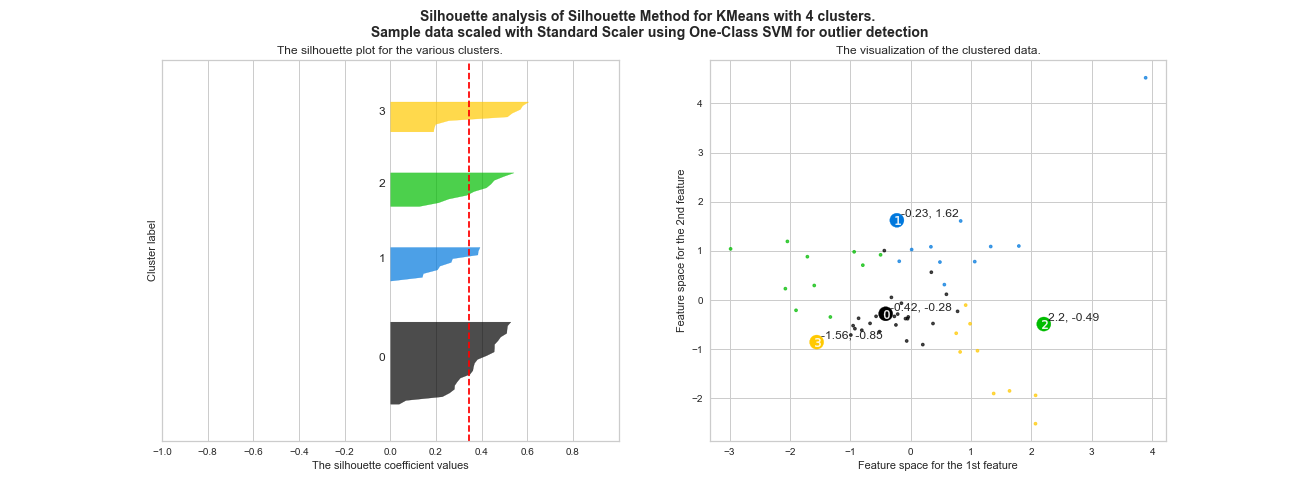 Silhouette analysis of Silhouette Method for KMeans with 4 clusters.
Sample data scaled with Standard Scaler using One-Class SVM for outlier detection
The silhouette plot for the various clusters.
Cluster label
3
2
1
0
−1.0 −0.8 −0.6 −0.4 −0.2 0.0 0.2 0.4 0.6 0.8
The silhouette coefficient values
The visualization of the clustered data.
Feature space for the 2nd feature
4
3
2
1
0
−1
−2
1 -0.23, 1.62
0 -0.42, -0.28
2 2.2, -0.49
3 -1.56, -0.85
−3 −2 −1 0 1 2 3 4
Feature space for the 1st feature